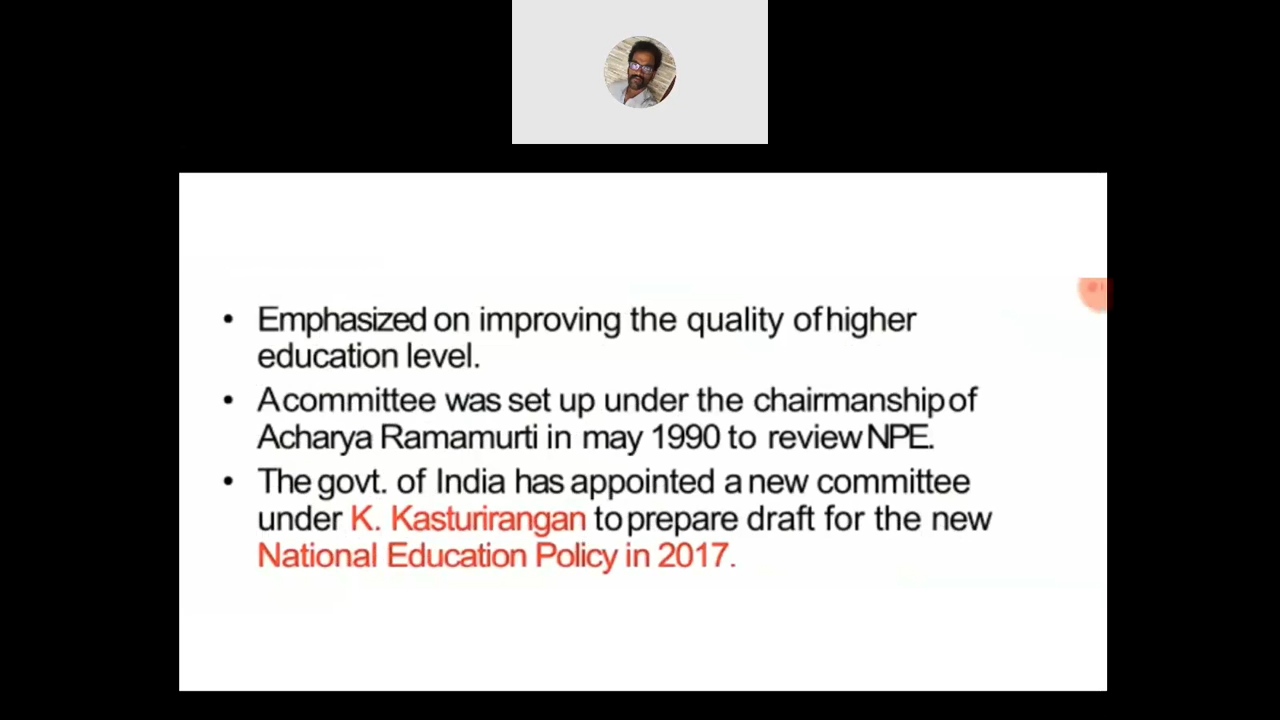 • Emphasized on improving the quality of higher
education level.
• A committee was set up under the chairmanship of
Acharya Ramamurti in may 1990 to review NPE.
• The govt. of India has appointed a new committee
under K. Kasturirangan to prepare draft for the new
National Education Policy in 2017.